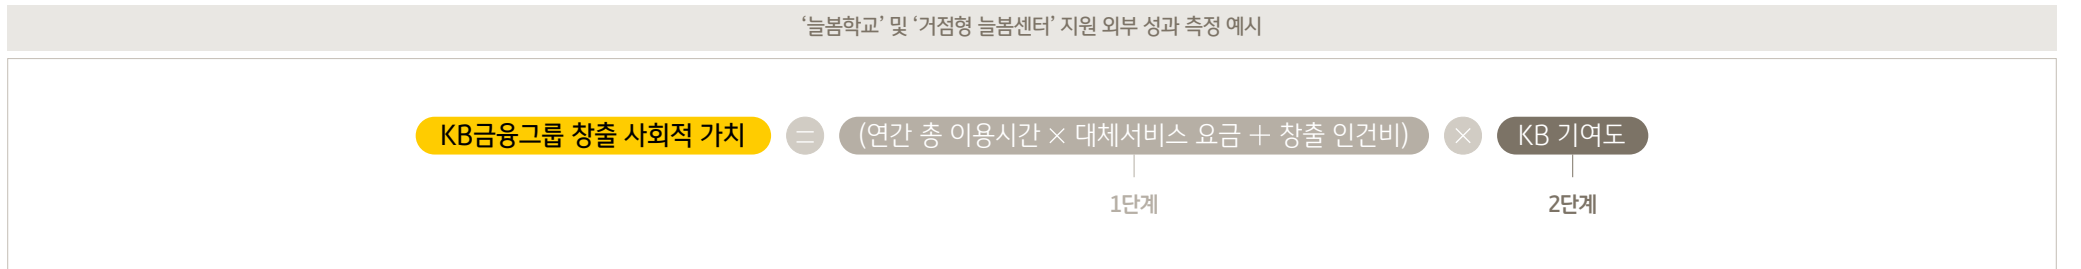 ‘늘봄학교’ 및 ‘거점형 늘봄센터’ 지원 외부 성과 측정 예시
KB금융그룹 창출 사회적 가치 = (연간 총 이용시간 × 대체서비스 요금 + 창출 인건비) × KB 기여도
1단계 2단계